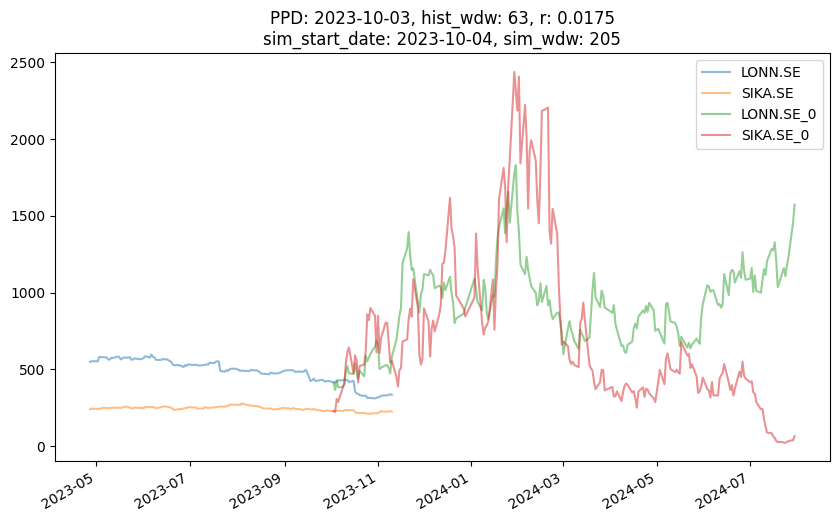 PPD: 2023-10-03, hist_wdw: 63, r: 0.0175
sim_start_date: 2023-10-04, sim_wdw: 205
2500
2000
1500
1000
500
0
LONN.SE
SIKA.SE
LONN.SE_0
SIKA.SE_0
2023-05
2023-07
2023-09
2023-11
2024-01
2024-03
2024-05
2024-07